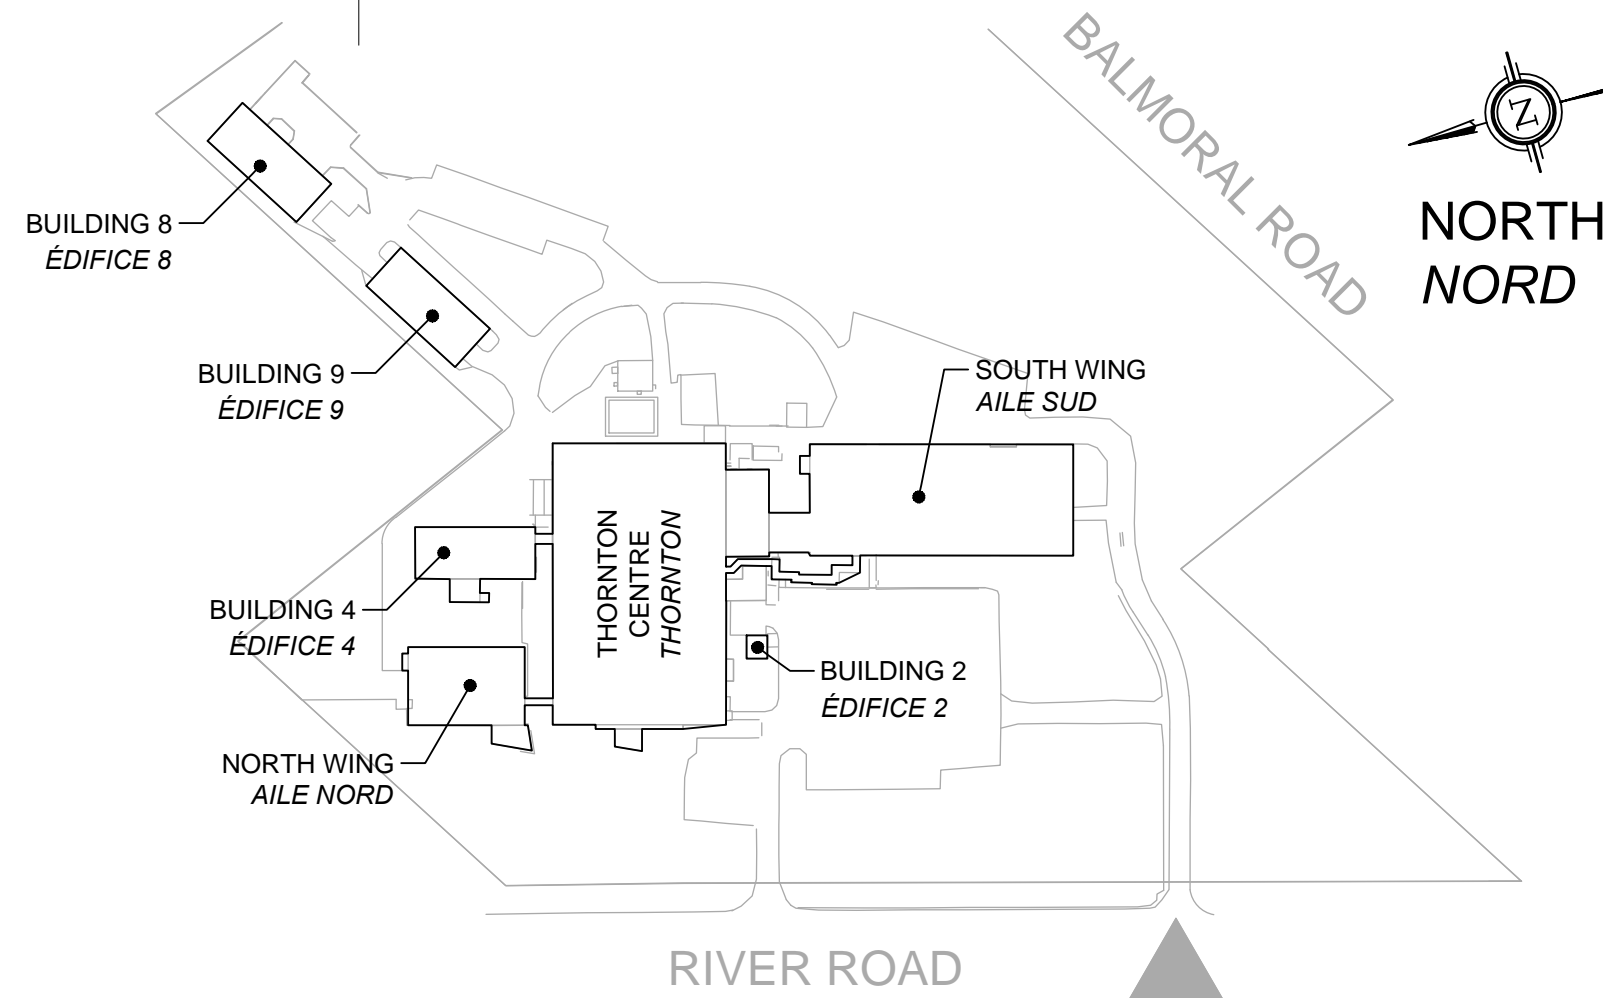 BALMORAL ROAD
N
NORTH
NORD
BUILDING 8
ÉDIFICE 8
BUILDING 9
ÉDIFICE 9
SOUTH WING
AILE SUD
THORNTON
CENTRE
THORNTON
BUILDING 4
ÉDIFICE 4
BUILDING 2
ÉDIFICE 2
NORTH WING
AILE NORD
RIVER ROAD